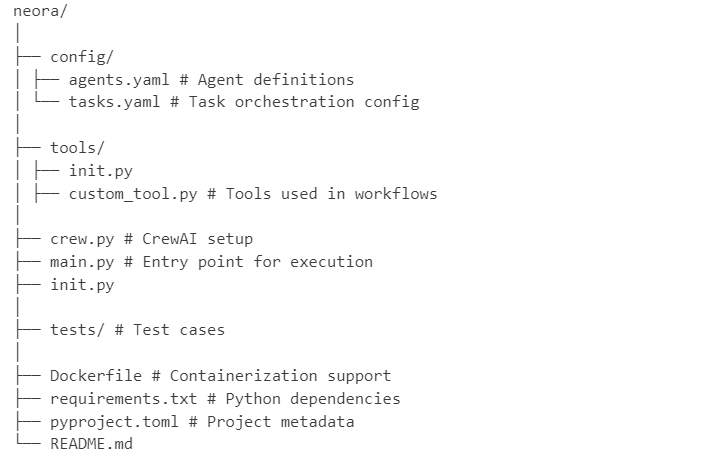 neora/
│
├── config/
│ ├── agents.yaml # Agent definitions
│ └── tasks.yaml # Task orchestration config
│
├── tools/
│ ├── init.py
│ ├── custom_tool.py # Tools used in workflows
│
├── crew.py # CrewAI setup
├── main.py # Entry point for execution
├── init.py
│
├── tests/ # Test cases
│
├── Dockerfile # Containerization support
├── requirements.txt # Python dependencies
├── pyproject.toml # Project metadata
└── README.md